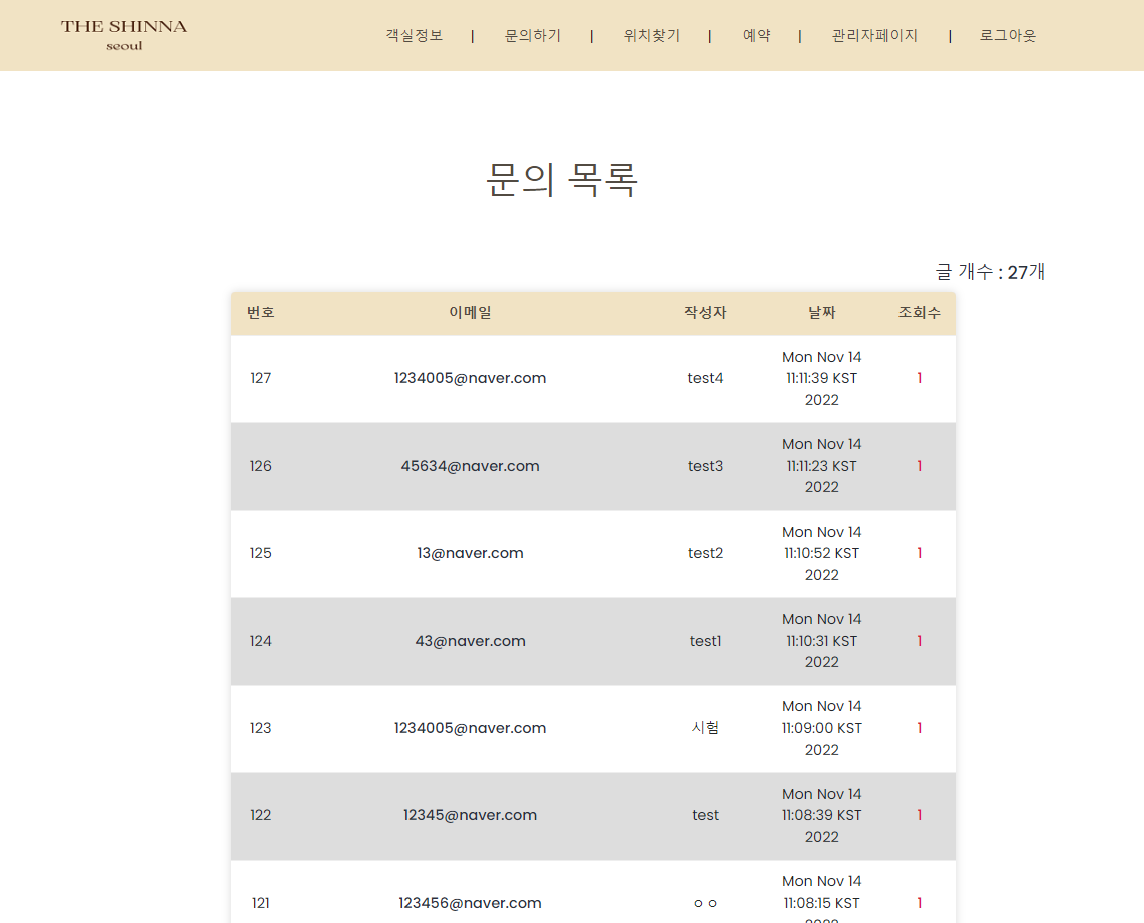 THE SHINNA
seoul
객실정보 | 문의하기 | 위치찾기 | 예약 | 관리자페이지 | 로그아웃
문의 목록
글 개수 : 27개
번호 이메일 작성자 날짜 조회수
127 1234005@naver.com test4 Mon Nov 14 11:11:39 KST 2022 1
126 45634@naver.com test3 Mon Nov 14 11:11:23 KST 2022 1
125 13@naver.com test2 Mon Nov 14 11:10:52 KST 2022 1
124 43@naver.com test1 Mon Nov 14 11:10:31 KST 2022 1
123 1234005@naver.com 시험 Mon Nov 14 11:09:00 KST 2022 1
122 12345@naver.com test Mon Nov 14 11:08:39 KST 2022 1
121 123456@naver.com ㅇㅇ Mon Nov 14 11:08:15 KST 2022 1